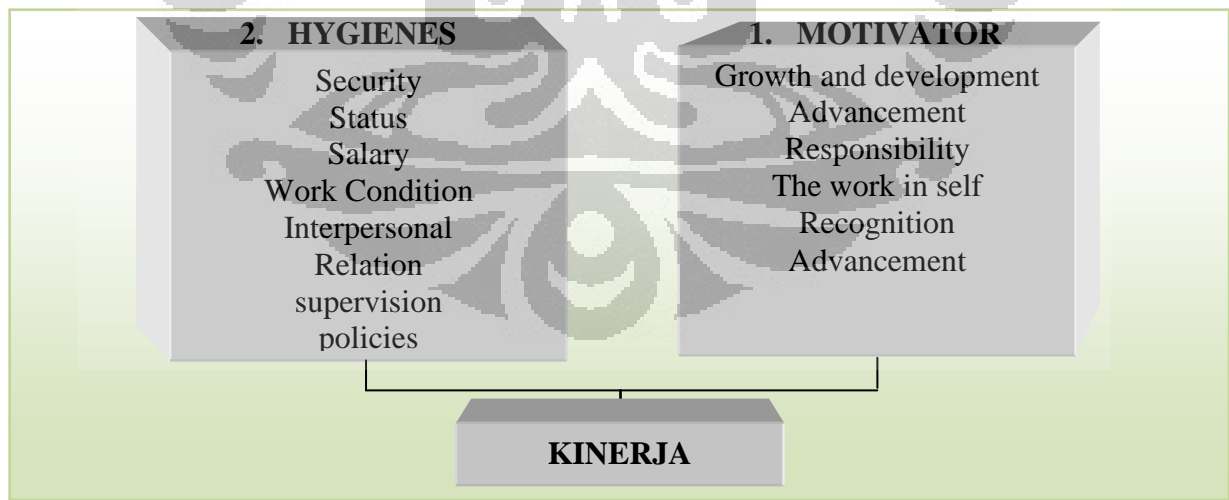 2. HYGIENES
Security
Status
Salary
Work Condition
Interpersonal
Relation
supervision
policies
1. MOTIVATOR
Growth and development
Advancement
Responsibility
The work in self
Recognition
Advancement
KINERJA